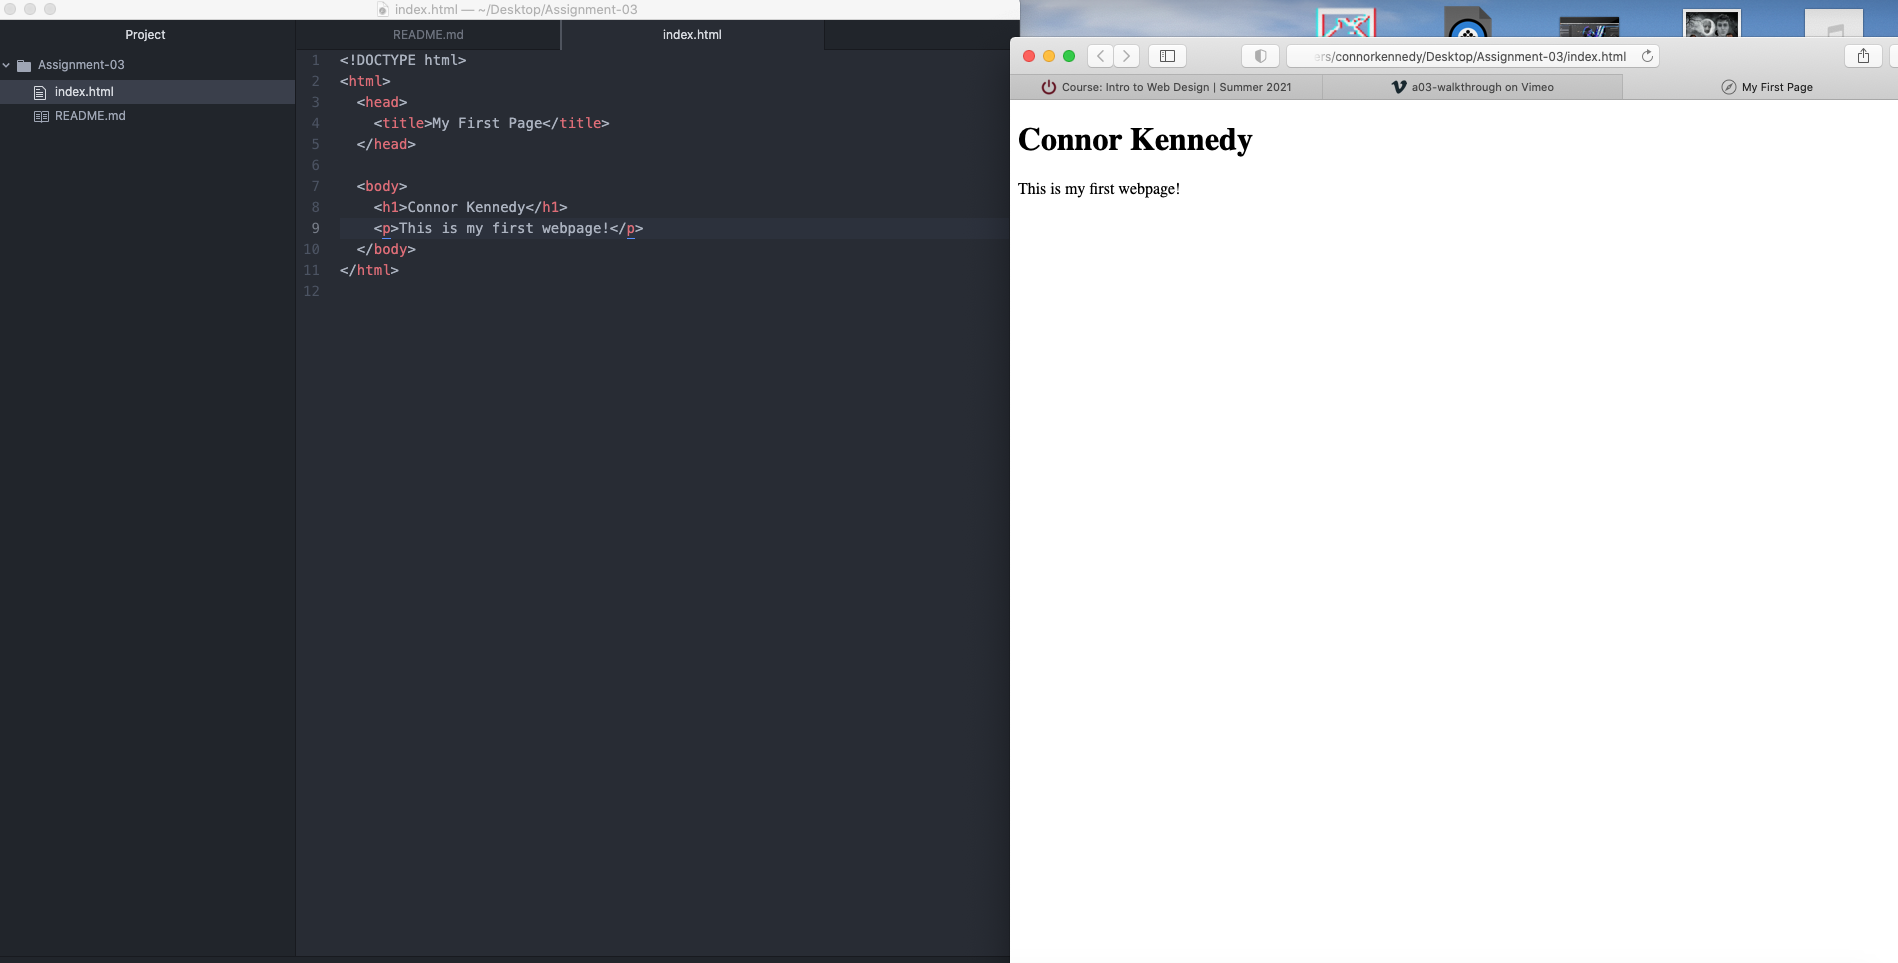 index.html — ~/Desktop/Assignment-03
Project
Assignment-03
index.html
README.md
README.md
index.html
1 <!DOCTYPE html>
2 <html>
3 <head>
4 <title>My First Page</title>
5 </head>
6
7 <body>
8 <h1>Connor Kennedy</h1>
9 <p>This is my first webpage!</p>
10 </body>
11 </html>
12
ers/connorkennedy/Desktop/Assignment-03/index.html
Course: Intro to Web Design | Summer 2021
a03-walkthrough on Vimeo
My First Page
Connor Kennedy
This is my first webpage!